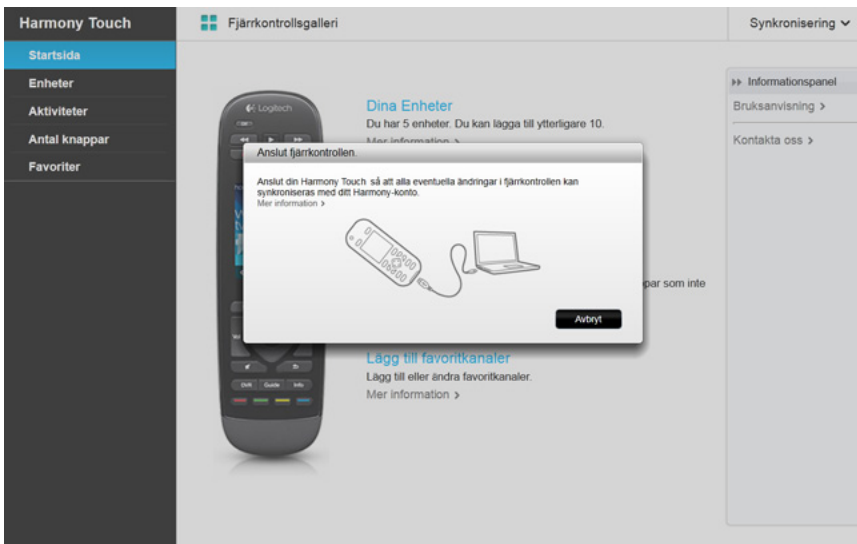 Harmony Touch
Fjärrkontrollsgalleri
Synkronisering
Startsida
Enheter
Aktiviteter
Antal knappar
Favoriter
Informationspanel
Bruksanvisning >
Kontakta oss >
Logitech
Dina Enheter
Du har 5 enheter. Du kan lägga till ytterligare 10.
Mer information >
Anslut fjärrkontrollen.
Anslut din Harmony Touch så att alla eventuella ändringar i fjärrkontrollen kan
synkroniseras med ditt Harmony-konto.
Mer information >
som inte
Avbryt
Lägg till favoritkanaler
Lägg till eller ändra favoritkanaler.
Mer information >
DVR Guide Info